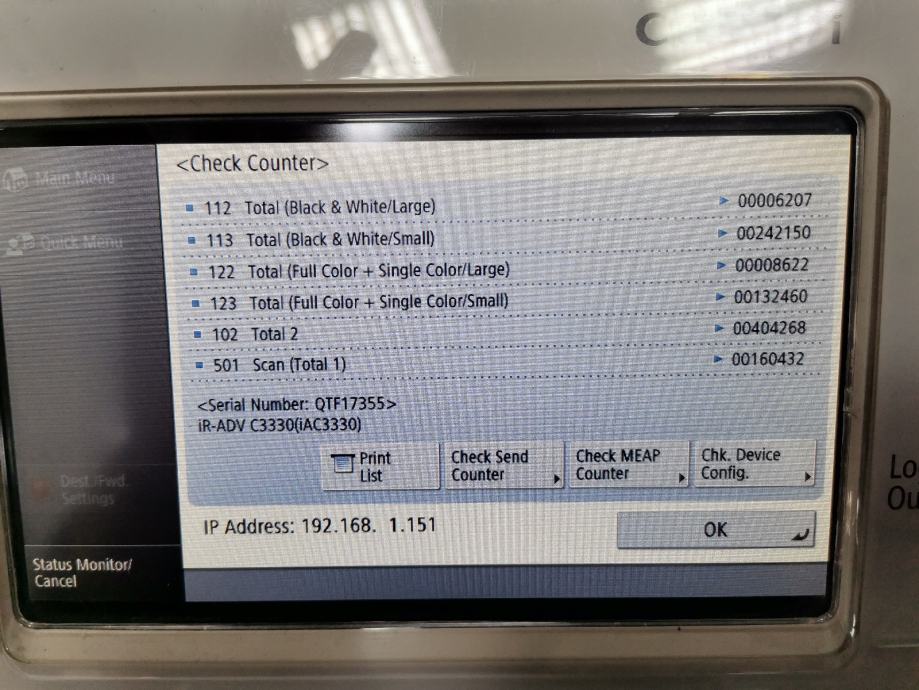 <Check Counter>
Main Menu
Quick Menu
112 Total (Black & White/Large) 00006207
113 Total (Black & White/Small) 00242150
122 Total (Full Color + Single Color/Large) 00008622
123 Total (Full Color + Single Color/Small) 00132460
102 Total 2 00404268
501 Scan (Total 1) 00160432
<Serial Number: QTF17355>
iR-ADV C3330(iAC3330)
Print List
Check Send Counter
Check MEAP Counter
Chk. Device Config.
Dest./Fwd.
Settings
IP Address: 192.168. 1.151
OK
Status Monitor/
Cancel